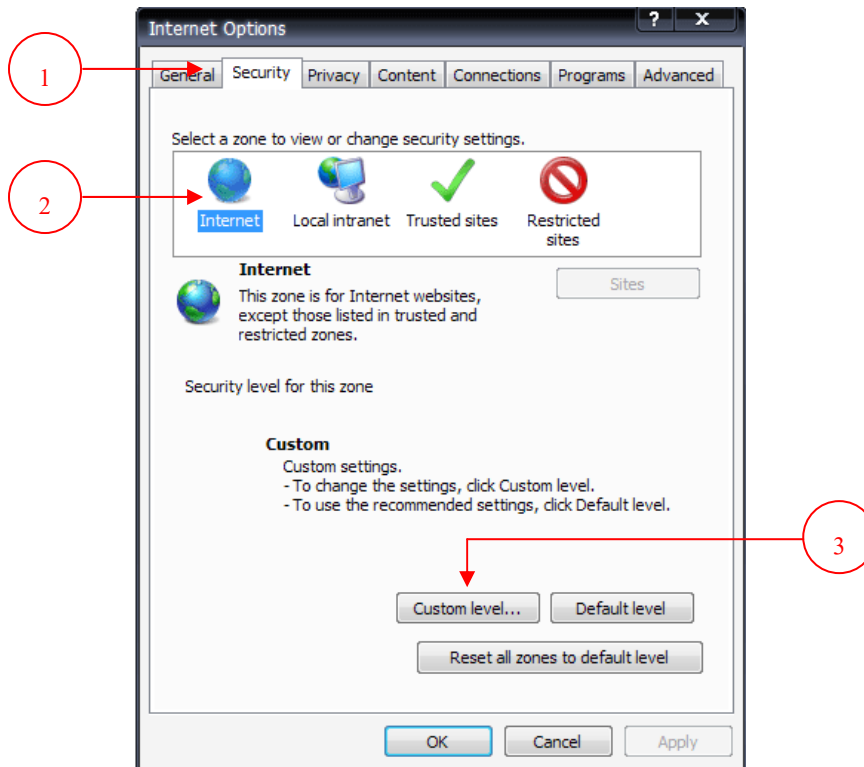 Internet Options
? X
General Security Privacy Content Connections Programs Advanced
1
Select a zone to view or change security settings.
2
Internet Local intranet Trusted sites Restricted
sites
Internet
Sites
This zone is for Internet websites,
except those listed in trusted and
restricted zones.
Security level for this zone
Custom
Custom settings.
- To change the settings, click Custom level.
- To use the recommended settings, click Default level.
3
Custom level... Default level
Reset all zones to default level
OK Cancel Apply